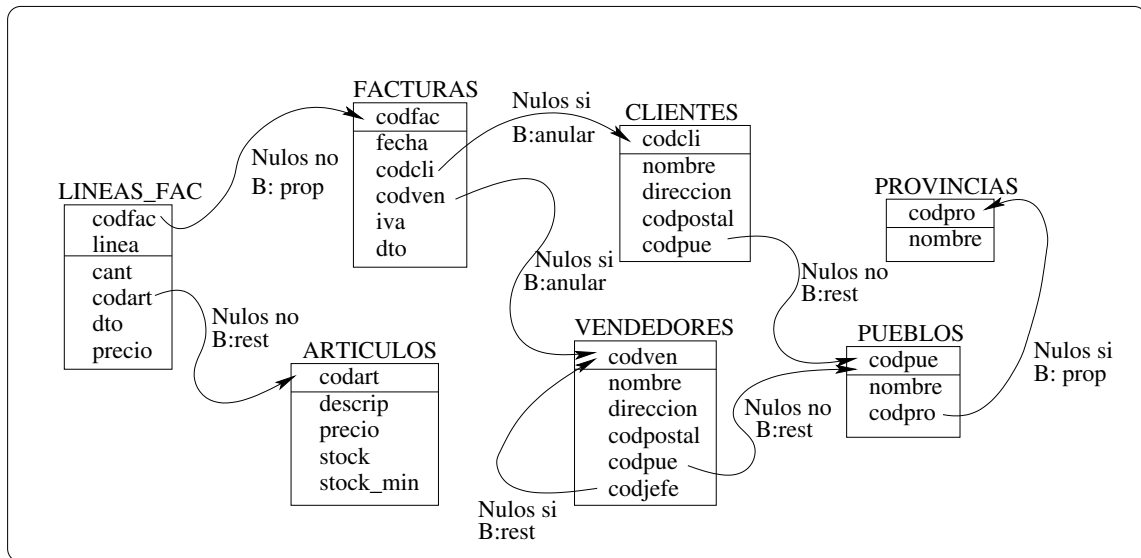 FACTURAS
codfac
fecha
codcli
codven
iva
dto
Nulos si
B:anular
CLIENTES
codcli
nombre
direccion
codpostal
codpue
Nulos no
B: prop
LINEAS_FAC
codfac
linea
cant
codart
dto
precio
PROVINCIAS
codpro
nombre
Nulos si
B:anular
Nulos no
B:rest
Nulos no
B:rest
ARTICULOS
codart
descrip
precio
stock
stock_min
VENDEDORES
codven
nombre
direccion
codpostal
codpue
codjefe
PUEBLOS
codpue
nombre
codpro
Nulos si
B: prop
Nulos no
B:rest
Nulos si
B:rest